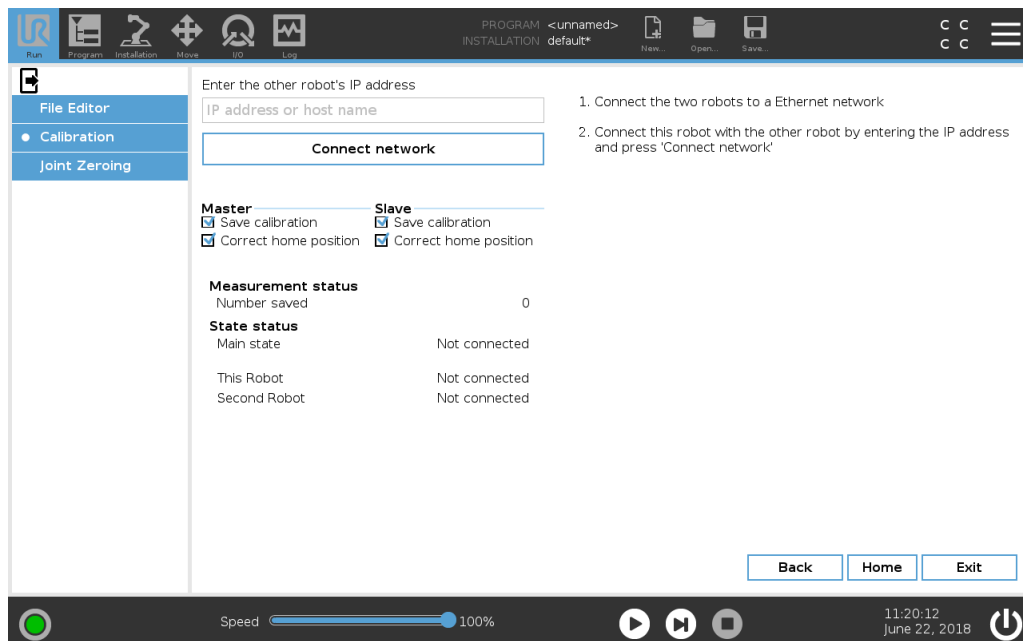 UR
PROGRAM <unnamed>
INSTALLATION default*
Run Program Installation Move I/O Log New... Open... Save...
C C
C C
File Editor
Calibration
Joint Zeroing
Enter the other robot's IP address
IP address or host name
Connect network
1. Connect the two robots to a Ethernet network
2. Connect this robot with the other robot by entering the IP address
and press 'Connect network'
Master Slave
Save calibration Save calibration
Correct home position Correct home position
Measurement status
Number saved 0
State status
Main state Not connected
This Robot Not connected
Second Robot Not connected
Back Home Exit
Speed 100%
11:20:12
June 22, 2018